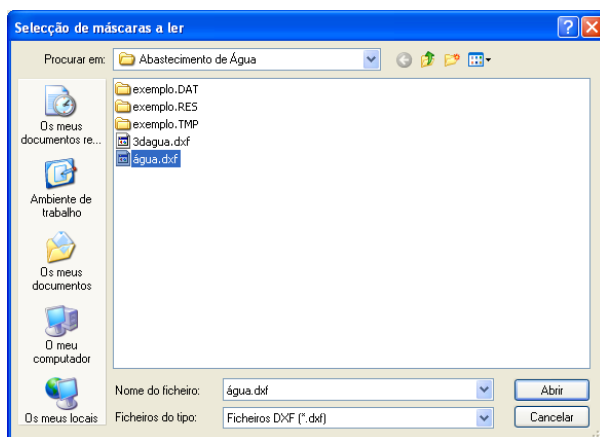 Selecção de máscaras a ler
Procurar em:
Abastecimento de Água
Os meus
documentos re...
Ambiente de
trabalho
Os meus
documentos
O meu
computador
Os meus locais
exemplo.DAT
exemplo.RES
exemplo.TMP
3dagua.dxf
água.dxf
Nome do ficheiro:
água.dxf
Abrir
Ficheiros do tipo:
Ficheiros DXF (*.dxf)
Cancelar